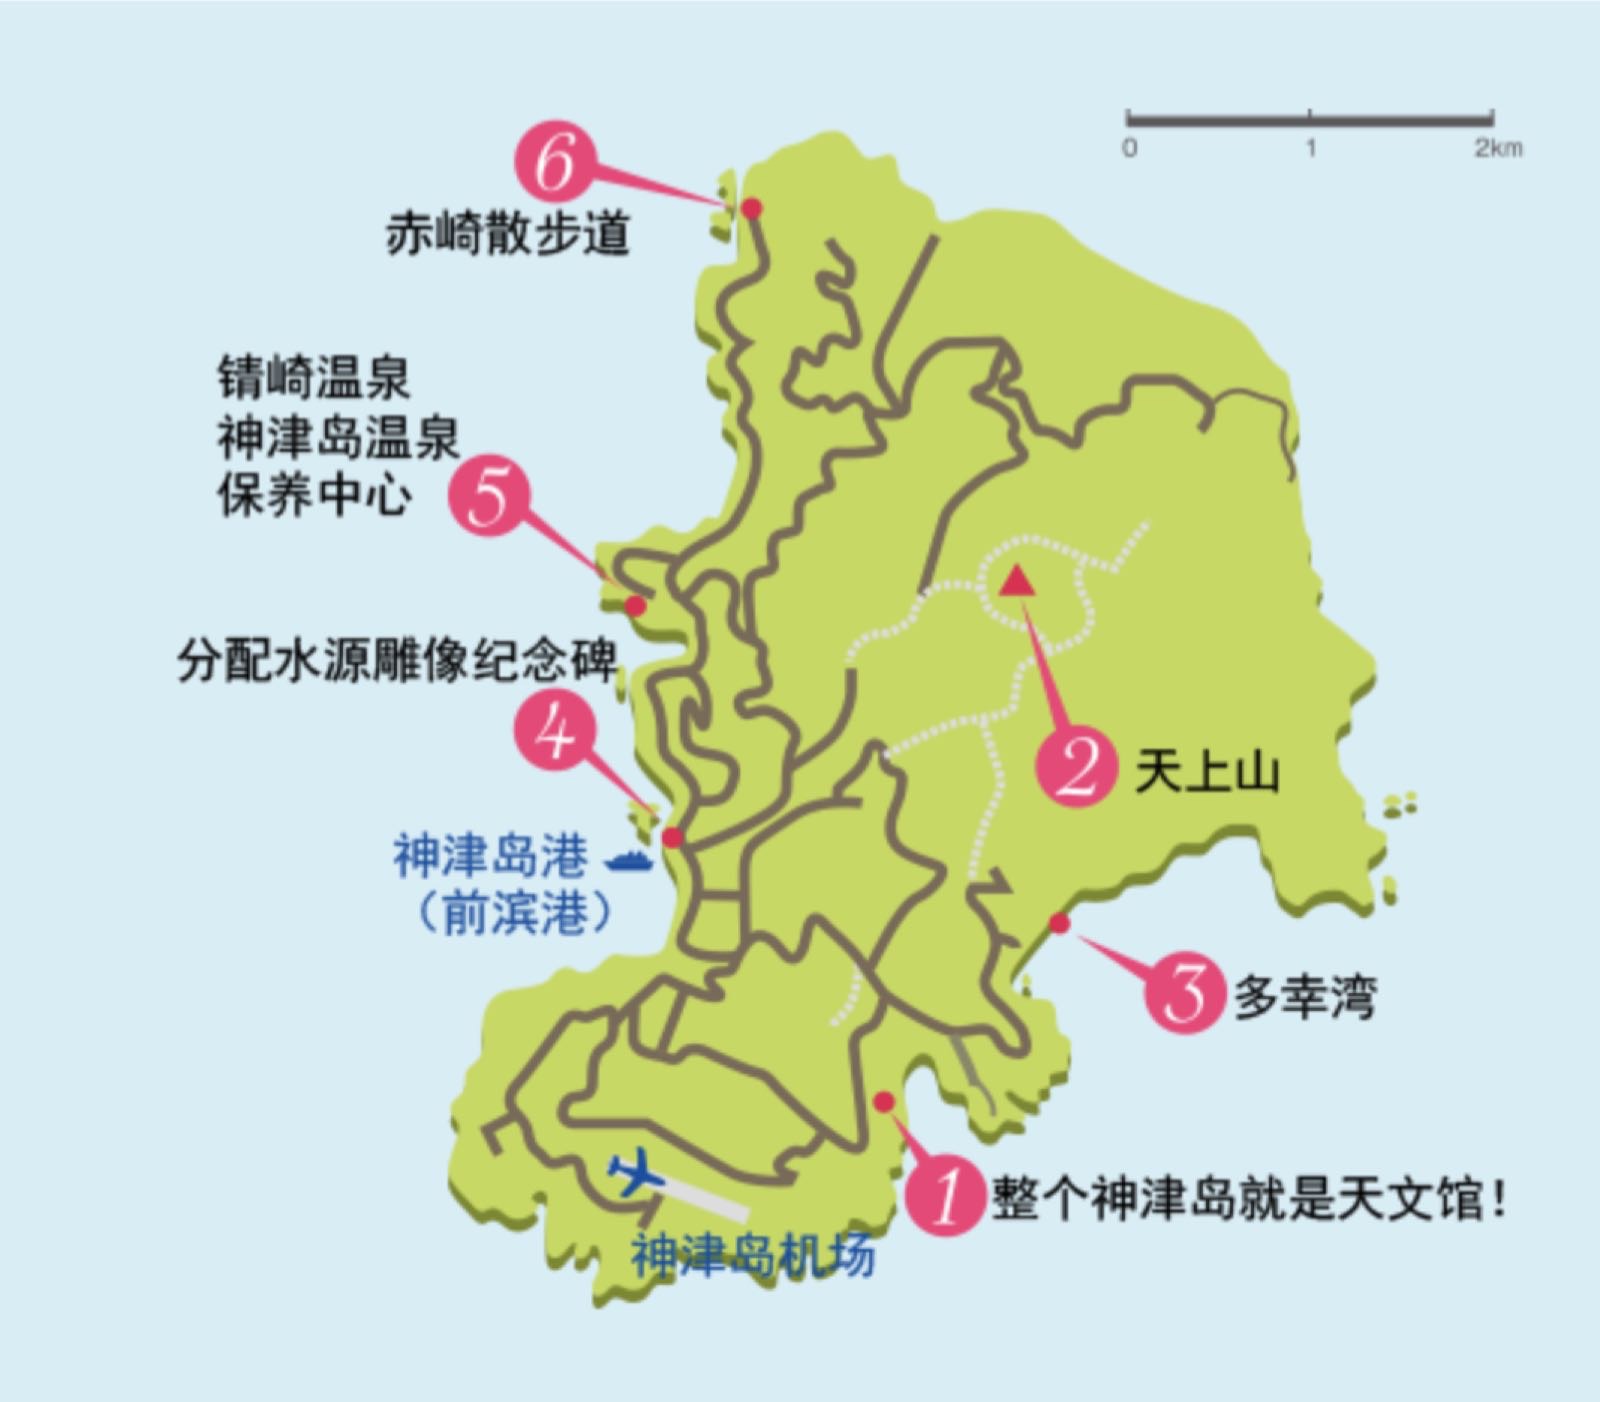 0 1 2km
6
赤崎散步道
锖崎温泉
神津岛温泉
保养中心
5
分配水源雕像纪念碑
4
神津岛港
（前滨港）
2 天上山
3 多幸湾
1 整个神津岛就是天文馆！
神津岛机场